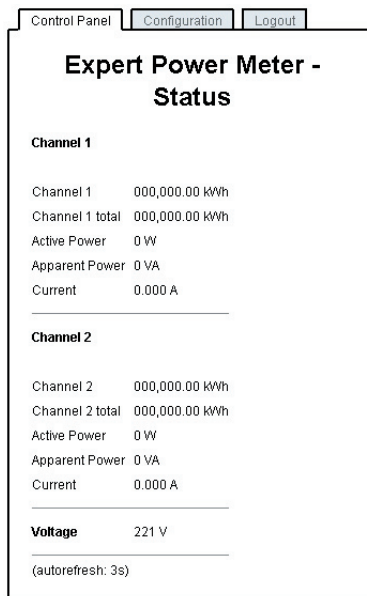 Control Panel Configuration Logout
Expert Power Meter -
Status
Channel 1
Channel 1 000,000.00 kWh
Channel 1 total 000,000.00 kWh
Active Power 0 W
Apparent Power 0 VA
Current 0.000 A
Channel 2
Channel 2 000,000.00 kWh
Channel 2 total 000,000.00 kWh
Active Power 0 W
Apparent Power 0 VA
Current 0.000 A
Voltage 221 V
(autorefresh: 3s)